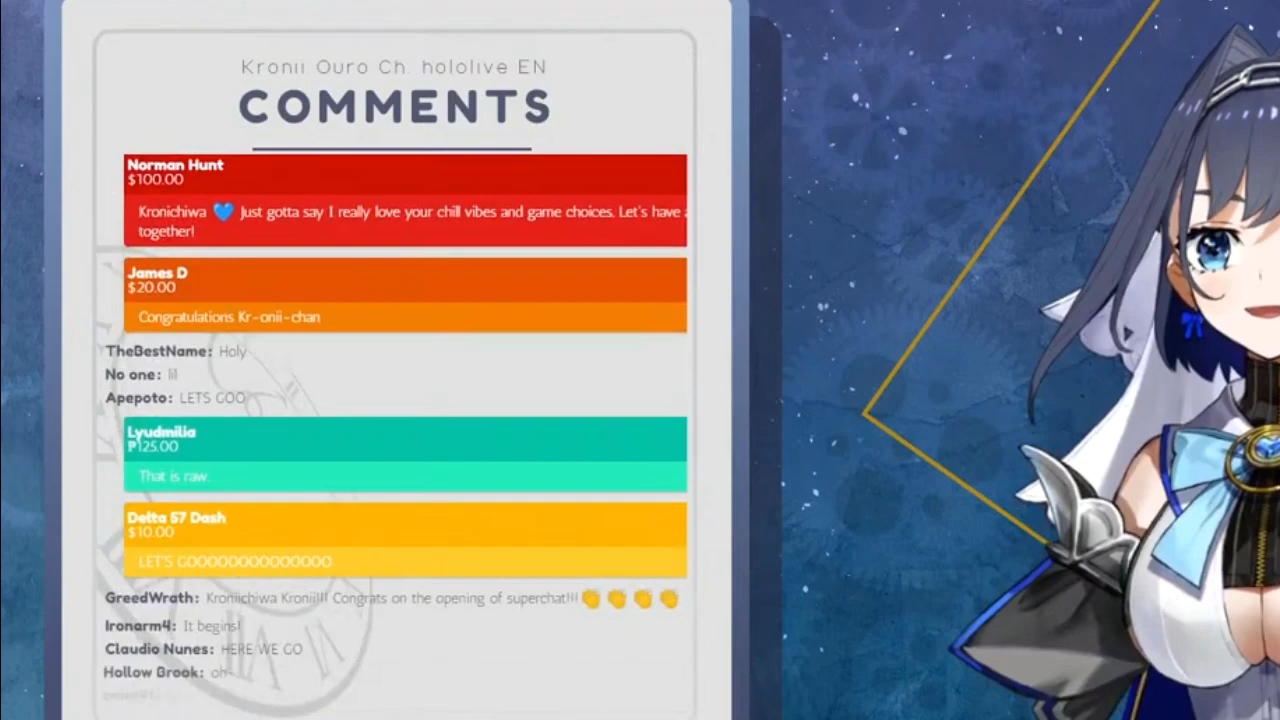 Kronii Ouro Ch. hololive EN
COMMENTS
Norman Hunt
$100.00
Kronichiwa 💙 Just gotta say I really love your chill vibes and game choices. Let's have a
together!
James D
$20.00
Congratulations Kr-onii-chan
TheBestName: Holy
No one: lil
Apepoto: LETS GOO
Lyudmilia
₱125.00
That is raw.
Delta 57 Dash
$10.00
LET'S GOOOOOOOOOOOOOOO
GreedWrath: Kroniichiwa Kronii!!! Congrats on the opening of superchat!!! 👏 👏 👏 👏
Ironarm4: It begins!
Claudio Nunes: HERE WE GO
Hollow Brook: oh-